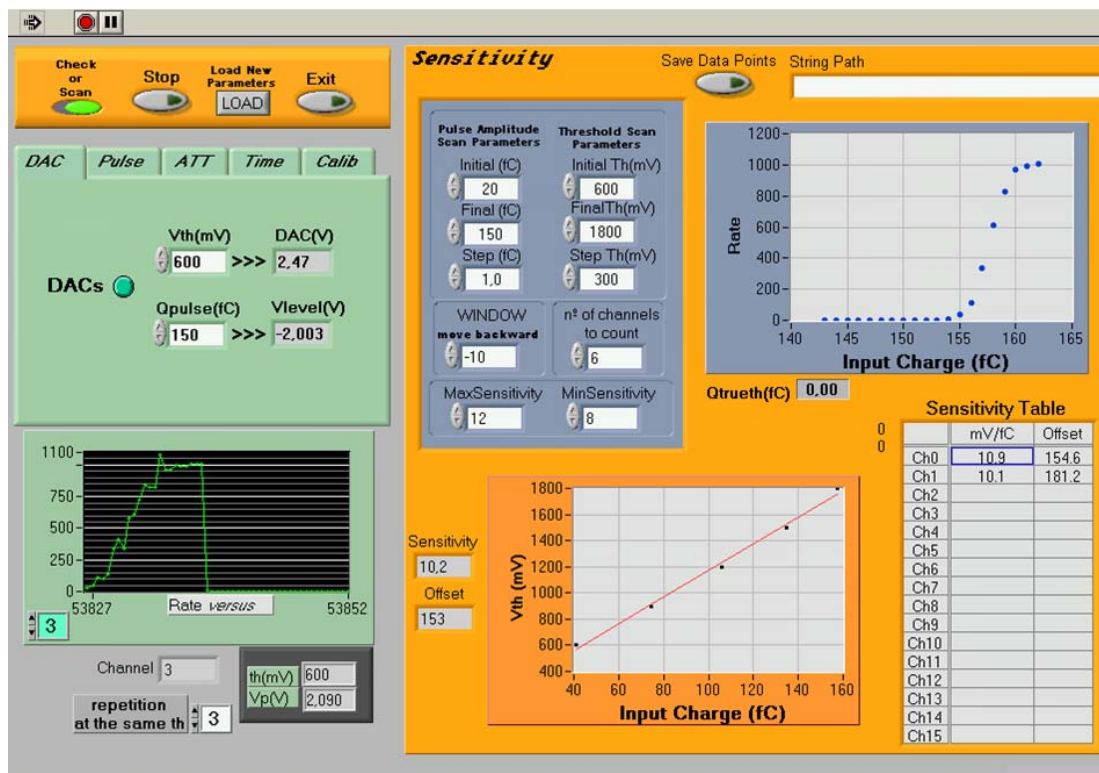 Check
or
Scan
Stop
Load New
Parameters
LOAD
Exit
DAC
Pulse
ATT
Time
Calib
Vth(mV)
DAC(V)
600
>>>
2,47
DACs
Qpulse(fC)
Vlevel(V)
150
>>>
-2,003
1100
750
500
250
0
53827
Rate versus
53852
3
Channel
3
repetition
at the same th
3
th(mV)
600
Vp(V)
2,090
Sensitivity
Save Data Points
String Path
Pulse Amplitude
Scan Parameters
Threshold Scan
Parameters
Initial (fC)
Initial Th(mV)
20
600
Final (fC)
FinalTh(mV)
150
1800
Step (fC)
Step Th(mV)
1,0
300
WINDOW
move backward
-10
nº of channels
to count
6
MaxSensitivity
MinSensitivity
12
8
1200
1000
800
600
400
200
0
Rate
140
145
150
155
160
165
Input Charge (fC)
Qtrueth(fC)
0,00
Sensitivity
10,2
Offset
153
1800
1600
1400
1200
1000
800
600
400
Vth (mV)
40
60
80
100
120
140
160
Input Charge (fC)
0
0
Sensitivity Table
mV/fC Offset
Ch0 10.9 154.6
Ch1 10.1 181.2
Ch2
Ch3
Ch4
Ch5
Ch6
Ch7
Ch8
Ch9
Ch10
Ch11
Ch12
Ch13
Ch14
Ch15